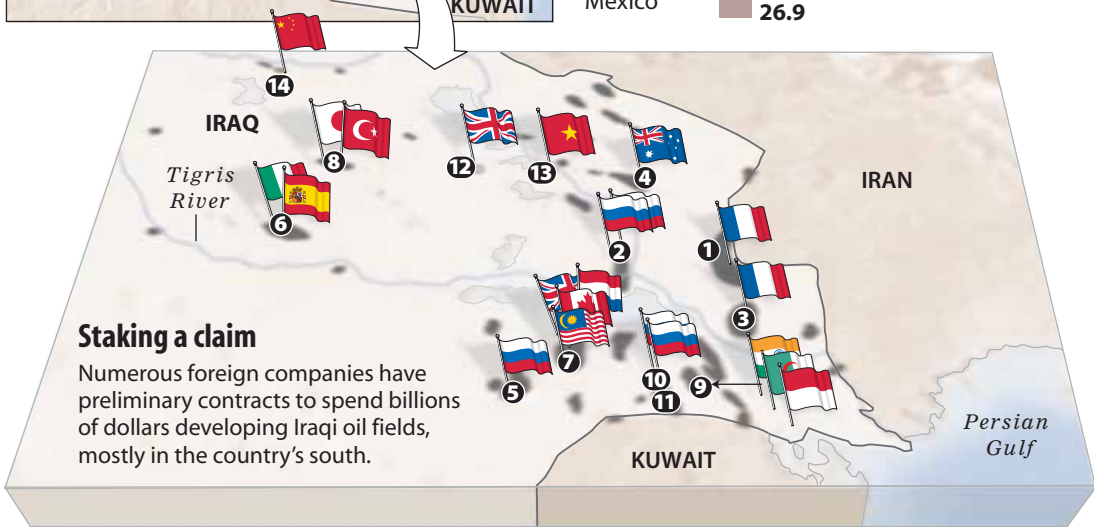 KUWAIT
Mexico
26.9
14
IRAQ
8
12
13
4
Tigris
River
6
IRAN
2
1
3
Staking a claim
Numerous foreign companies have
preliminary contracts to spend billions
of dollars developing Iraqi oil fields,
mostly in the country's south.
7
5
10
11
9
KUWAIT
Persian
Gulf